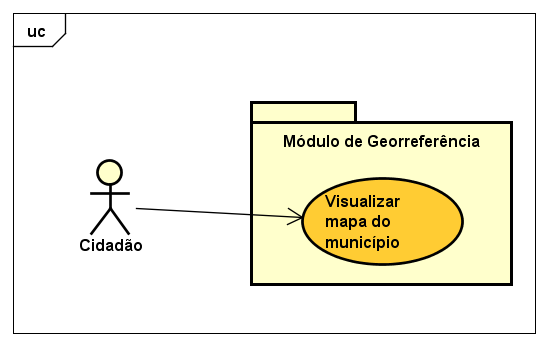 uc
Módulo de Georreferência
Visualizar
mapa do
município
Cidadão